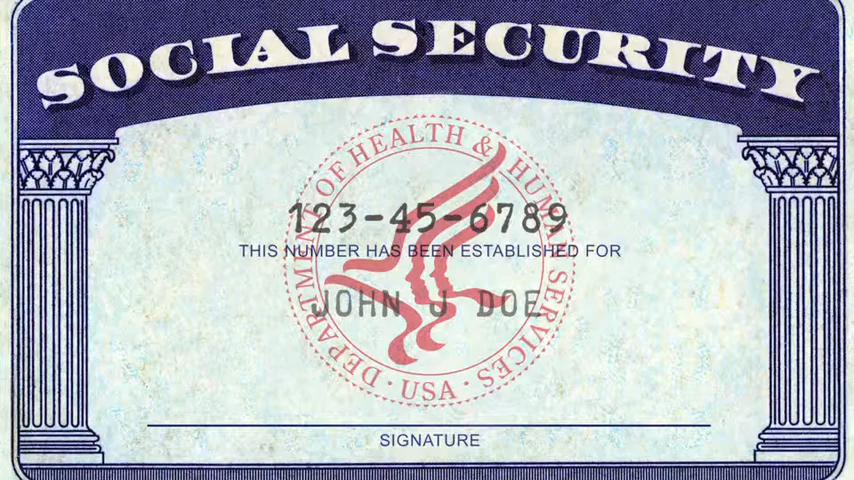 SOCIAL SECURITY
DEPARTMENT OF HEALTH & HUMAN SERVICES · USA ·
123-45-6789
THIS NUMBER HAS BEEN ESTABLISHED FOR
JOHN J DOE
SIGNATURE